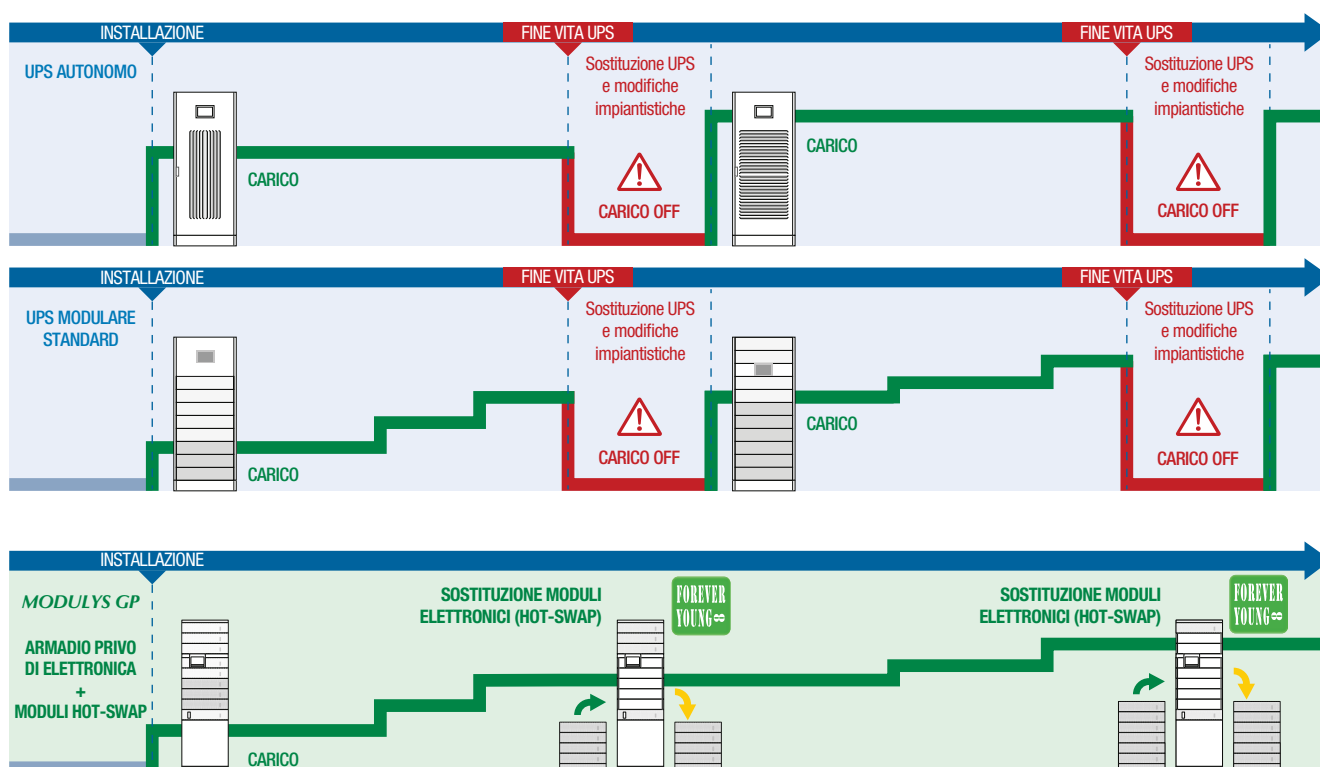 INSTALLAZIONE
FINE VITA UPS
FINE VITA UPS
UPS AUTONOMO
Sostituzione UPS
e modifiche
impiantistiche
Sostituzione UPS
e modifiche
impiantistiche
CARICO
CARICO
CARICO OFF
CARICO OFF
INSTALLAZIONE
FINE VITA UPS
FINE VITA UPS
UPS MODULARE
STANDARD
Sostituzione UPS
e modifiche
impiantistiche
Sostituzione UPS
e modifiche
impiantistiche
CARICO
CARICO
CARICO OFF
CARICO OFF
INSTALLAZIONE
MODULYS GP
ARMADIO PRIVO
DI ELETTRONICA
+
MODULI HOT-SWAP
CARICO
SOSTITUZIONE MODULI
ELETTRONICI (HOT-SWAP)
FOREVER
YOUNG∞
SOSTITUZIONE MODULI
ELETTRONICI (HOT-SWAP)
FOREVER
YOUNG∞